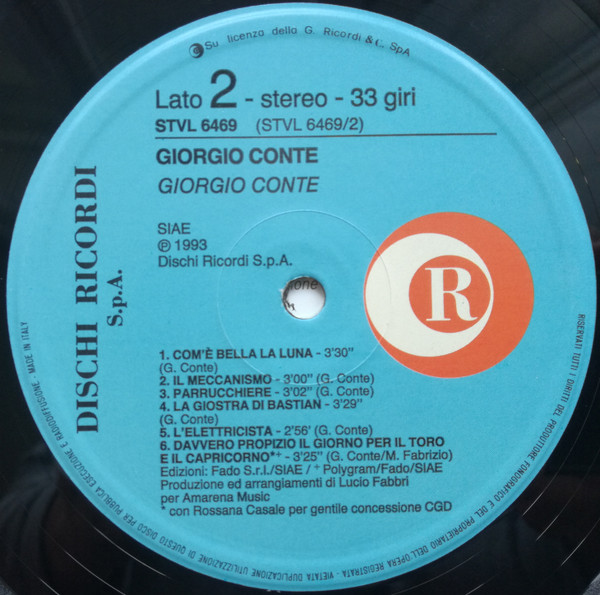 Su licenza della G. Ricordi & C. SpA
Lato 2 - stereo - 33 giri
STVL 6469 (STVL 6469/2)
GIORGIO CONTE
GIORGIO CONTE
SIAE
℗ 1993
Dischi Ricordi S.p.A.
DISCHI RICORDI
S.p.A.
R
1. COM'È BELLA LA LUNA - 3'30"
(G. Conte)
2. IL MECCANISMO - 3'00" (G. Conte)
3. PARRUCCHIERE - 3'02" (G. Conte)
4. LA GIOSTRA DI BASTIAN - 3'29"
(G. Conte)
5. L'ELETTRICISTA - 2'56' (G. Conte)
6. DAVVERO PROPIZIO IL GIORNO PER IL TORO
E IL CAPRICORNO*+ - 3'25" (G. Conte/M. Fabrizio)
Edizioni: Fado S.r.l./SIAE / + Polygram/Fado/SIAE
Produzione ed arrangiamenti di Lucio Fabbri
per Amarena Music
* con Rossana Casale per gentile concessione CGD
RISERVATI TUTTI I DIRITTI DEL PRODUTTORE FONOGRAFICO E DEL PROPRIETARIO DELL'OPERA REGISTRATA - VIETATA DUPLICAZIONE UTILIZZAZIONE DI QUESTO DISCO PER PUBBLICA ESECUZIONE E RADIODIFFUSIONE - MADE IN ITALY